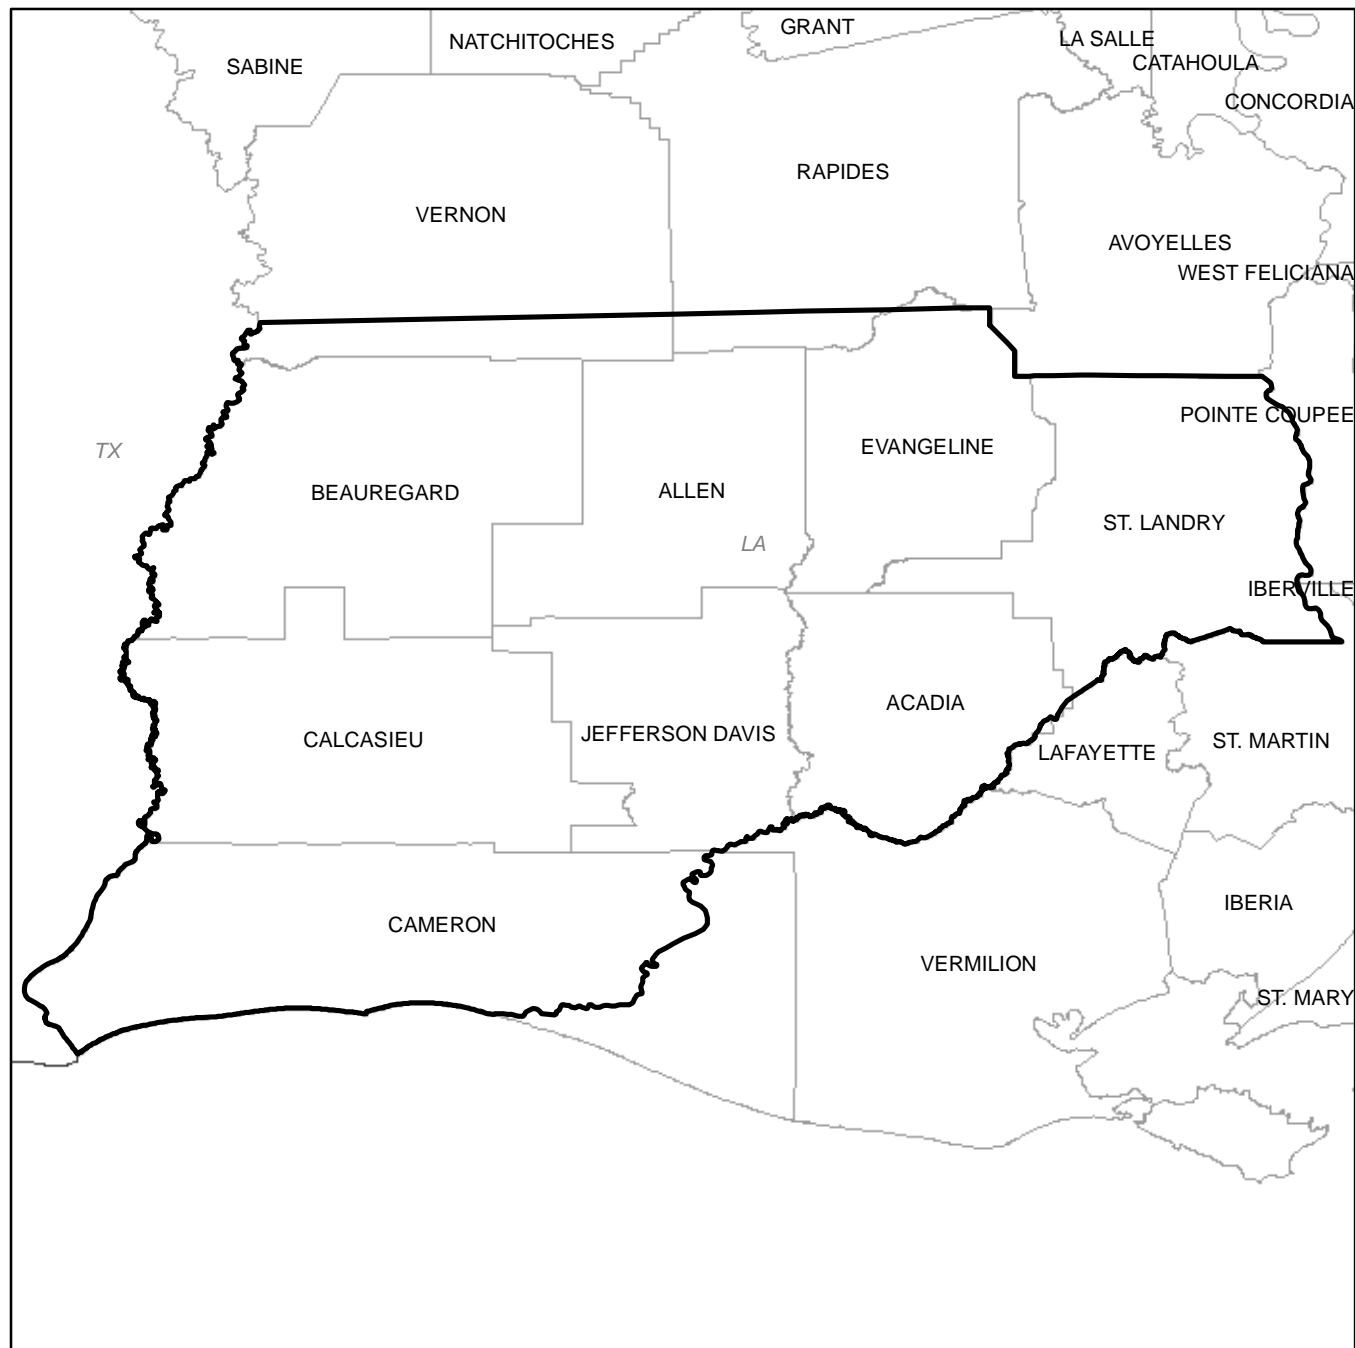 GRANT
LA SALLE
NATCHITOCHES
SABINE
CATAHOULA
CONCORDIA
RAPIDES
VERNON
AVOYELLES
WEST FELICIANA
POINTE COUPEE
EVANGELINE
TX
BEAUREGARD
ALLEN
ST. LANDRY
LA
IBERVILLE
ACADIA
JEFFERSON DAVIS
CALCASIEU
ST. MARTIN
LAFAYETTE
IBERIA
CAMERON
VERMILION
ST. MARY